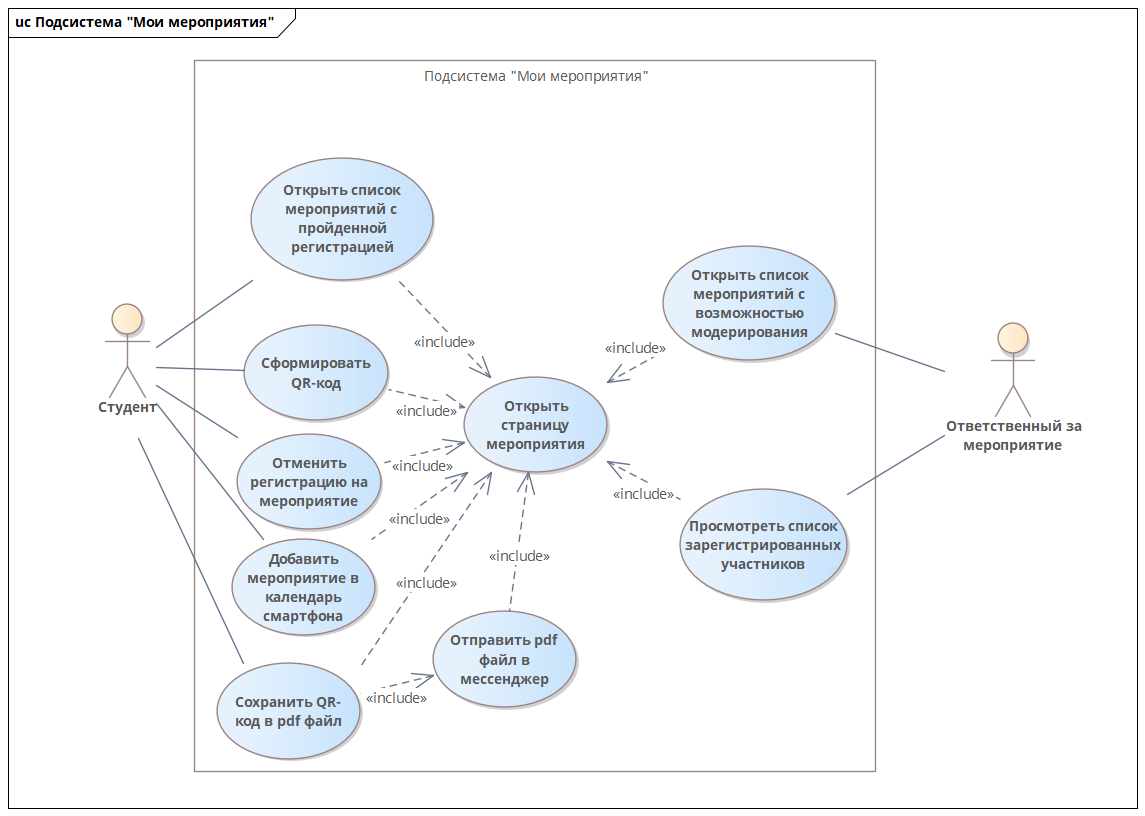 uc Подсистема "Мои мероприятия"
Подсистема "Мои мероприятия"
Открыть список
мероприятий с
пройденной
регистрацией
Открыть список
мероприятий с
возможностью
модерирования
«include»
«include»
Сформировать
QR-код
Студент
«include»
Открыть
страницу
мероприятия
Ответственный за
мероприятие
Отменить
регистрацию на
мероприятие
«include»
«include»
Просмотреть список
зарегистрированных
участников
«include»
Добавить
мероприятие в
календарь
смартфона
«include»
«include»
Отправить pdf
файл в
мессенджер
Сохранить QR-
код в pdf файл
«include»